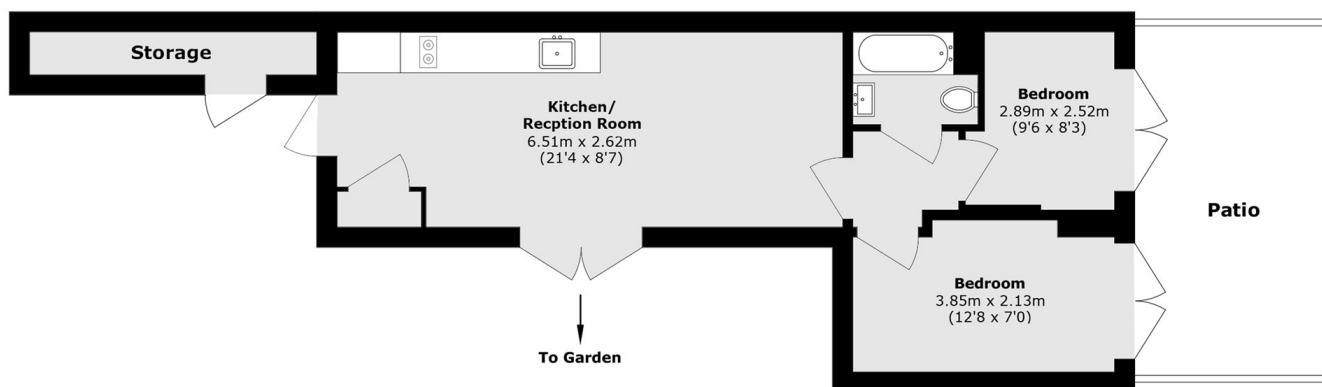 Storage
Kitchen/
Recption Room
6.51m x 2.62m
(21'4 x 8'7)
Bedroom
2.89m x 2.52m
(9'6 x 8'3)
Patio
Bedroom
3.85m x 2.13m
(12'8 x 7'0)
To Garden